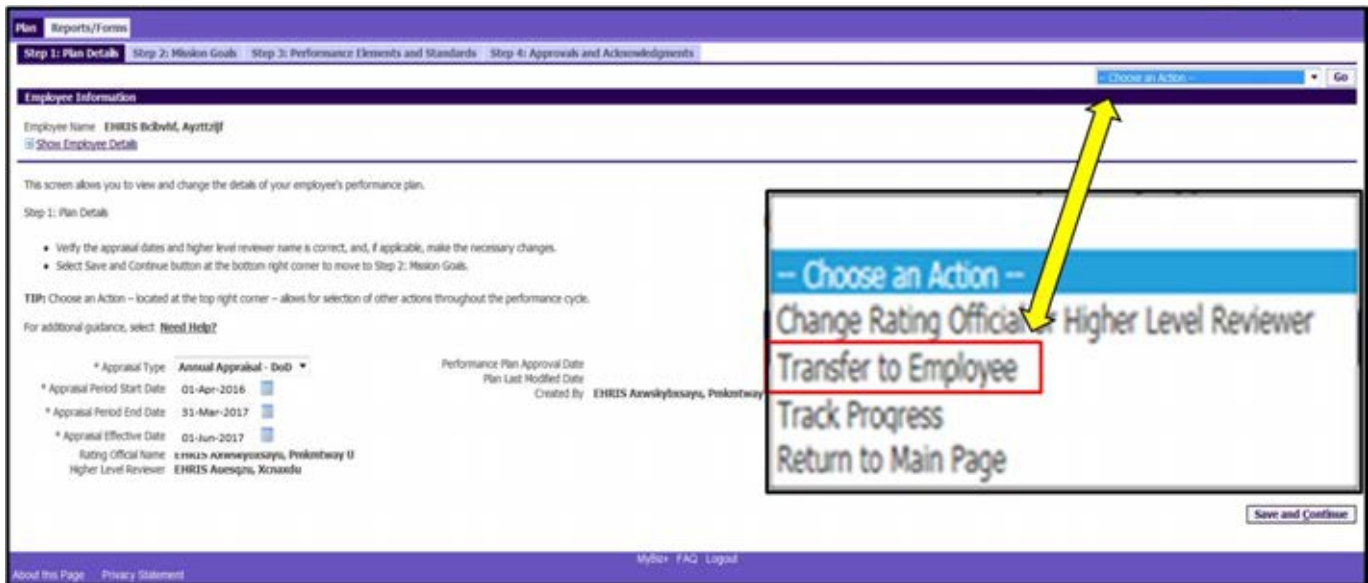 Plan Reports/Forms
Step 1: Plan Details Step 2: Mission Goals Step 3: Performance Elements and Standards Step 4: Approvals and Acknowledgments
-- Choose an Action -- Go
Employee Information
Employee Name EHRIS Bclbvhf, Ayzttzljf
Show Employee Details
This screen allows you to view and change the details of your employee's performance plan.
Step 1: Plan Details
• Verify the appraisal dates and higher level reviewer name is correct, and, if applicable, make the necessary changes.
• Select Save and Continue button at the bottom right corner to move to Step 2: Mission Goals.
TIP: Choose an Action – located at the top right corner – allows for selection of other actions throughout the performance cycle.
For additional guidance, select Need Help?
* Appraisal Type Annual Appraisal - DoD
* Appraisal Period Start Date 01-Apr-2016
* Appraisal Period End Date 31-Mar-2017
* Appraisal Effective Date 01-Jun-2017
Rating Official Name EHRIS
Higher Level Reviewer EHRIS Auesqzu, Xcnaxdu
Performance Plan Approval Date
Plan Last Modified Date
Created By EHRIS
-- Choose an Action --
Change Rating Official or Higher Level Reviewer
Transfer to Employee
Track Progress
Return to Main Page
Save and Continue
MyBiz+ FAQ Logout
About this Page Privacy Statement